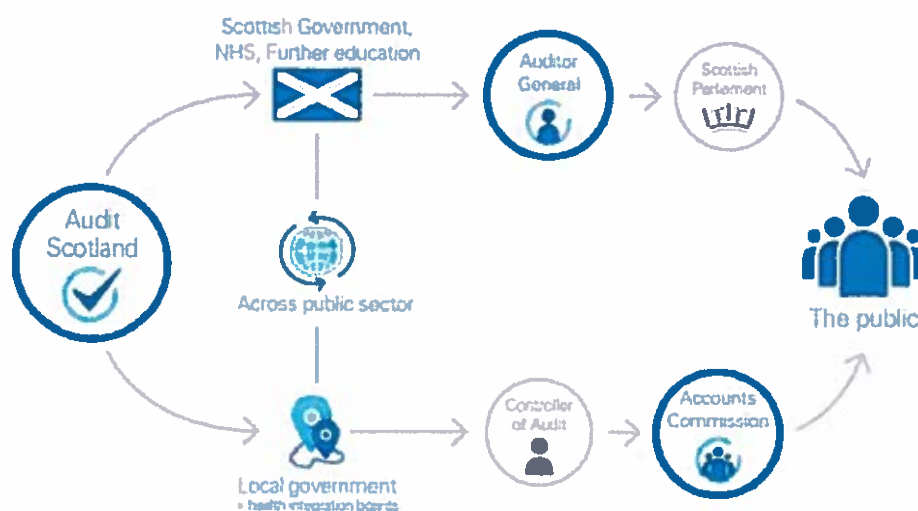 Scottish Government,
NHS, Further education
Auditor
General
Scottish
Parliament
Audit
Scotland
Across public sector
The public
Controller
of Audit
Accounts
Commission
Local government
+ health integration boards